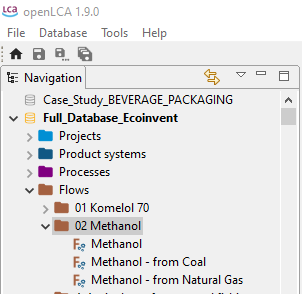 LCA openLCA 1.9.0
File Database Tools Help
Navigation
Case_Study_BEVERAGE_PACKAGING
Full_Database_Ecoinvent
Projects
Product systems
Processes
Flows
01 Komelol 70
02 Methanol
Methanol
Methanol - from Coal
Methanol - from Natural Gas